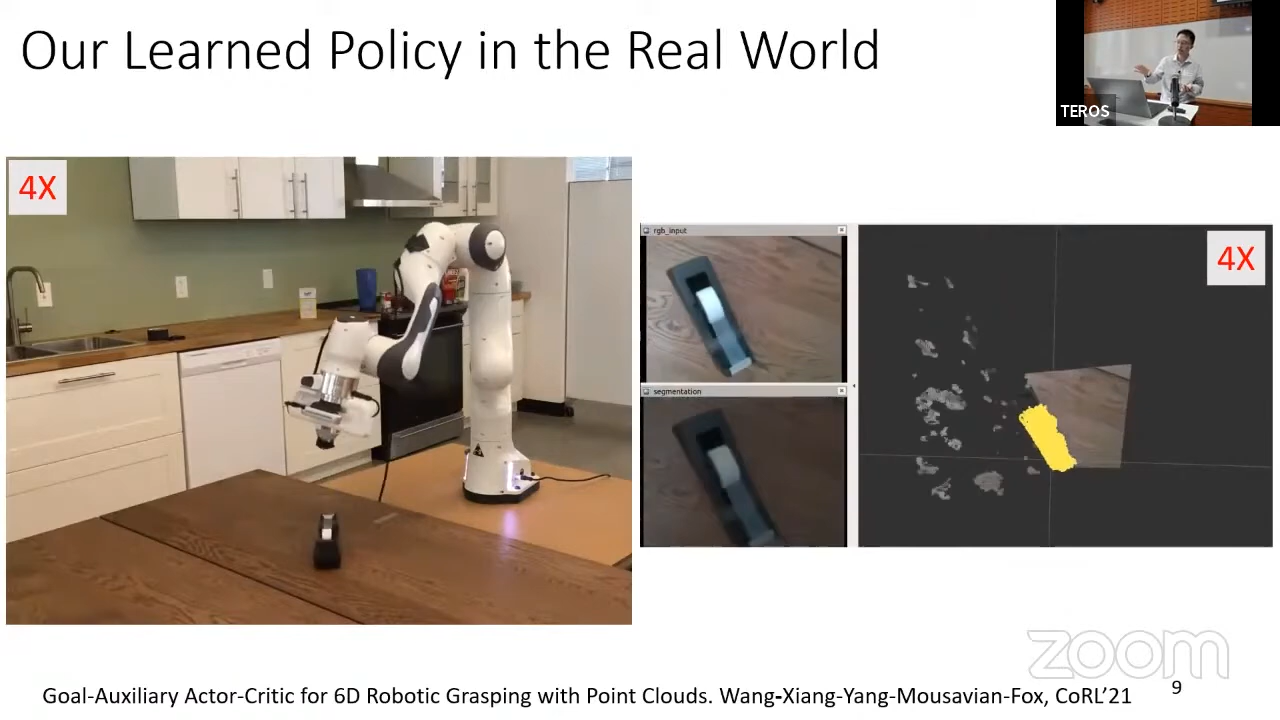 Our Learned Policy in the Real World
TEROS
4X
rgb_input
4X
segmentation
zoom
Goal-Auxiliary Actor-Critic for 6D Robotic Grasping with Point Clouds. Wang-Xiang-Yang-Mousavian-Fox, CoRL’21
9